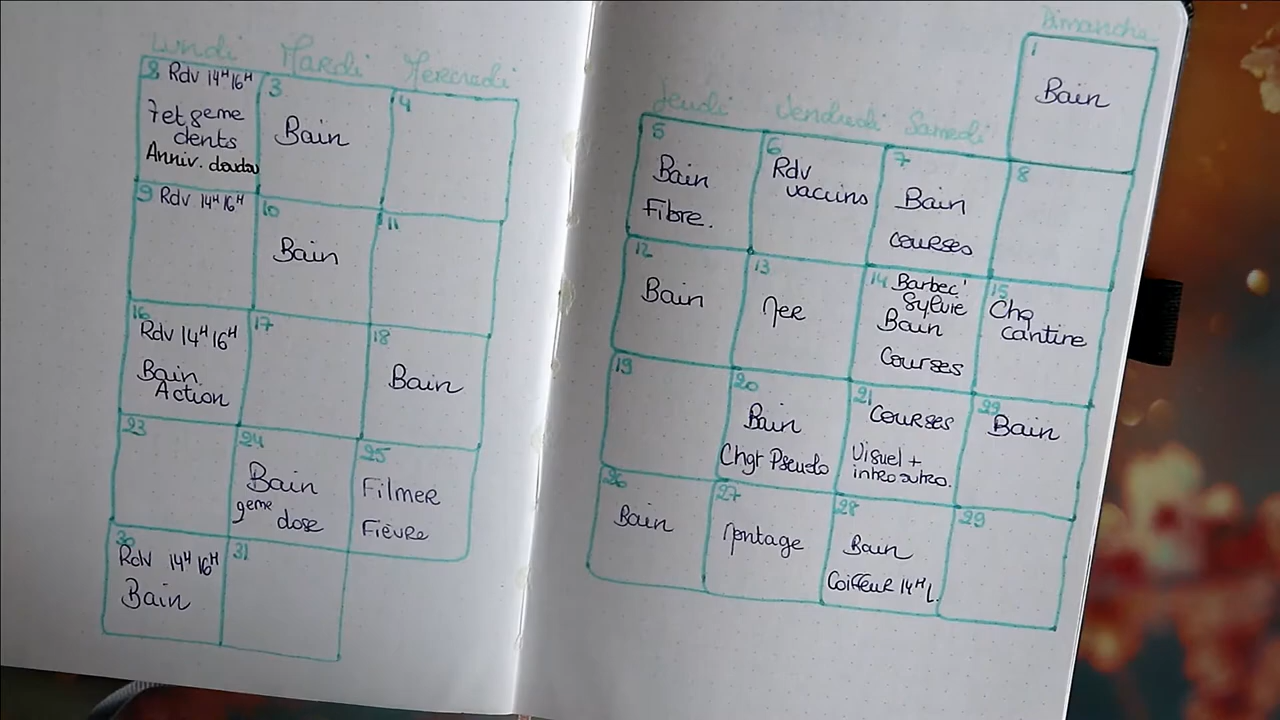 Lundi Mardi Mercredi
8 Rdv 14H 16H
7 et 8eme
dents
Anniv. doudou
3
Bain
4
9 Rdv 14H 16H
10
Bain
11
16
Rdv 14H 16H
Bain
Action
17
18
Bain
23
24
Bain
9eme
dose
25
Filmer
Fièvre
30
Rdv 14H 16H
Bain
31
Jeudi Vendredi Samedi Dimanche
1
Bain
5
Bain
Fibre.
6
Rdv
vaccins
7
Bain
courses
8
12
Bain
13
Mer
14 Barbec'
Sylvie
Bain
Courses
15
Chq
cantine
19
20
Bain
Chgt Pseudo
21
Courses
Visuel +
intro outro.
22
Bain
26
Bain
27
Montage
28
Bain
Coiffeur 14H L.
29